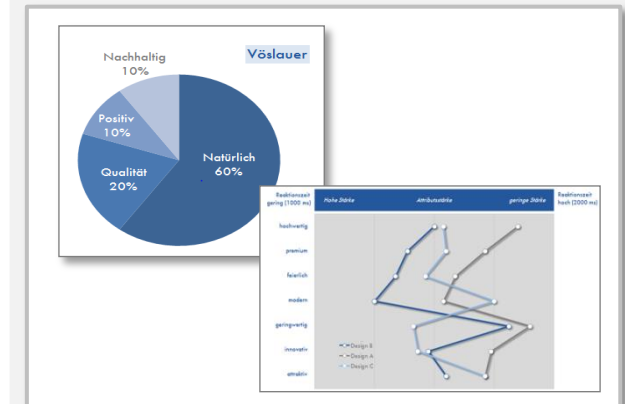 Vöslauer
Nachhaltig
10%
Positiv
10%
Qualität
20%
Natürlich
60%
Reaktionszeit
gering (1000 ms)
Hohe Stärke
Attributstärke
geringe Stärke
Reaktionszeit
hoch (2000 ms)
hochwertig
premium
feierlich
modern
geringwertig
innovativ
attraktiv
Design B
Design A
Design C